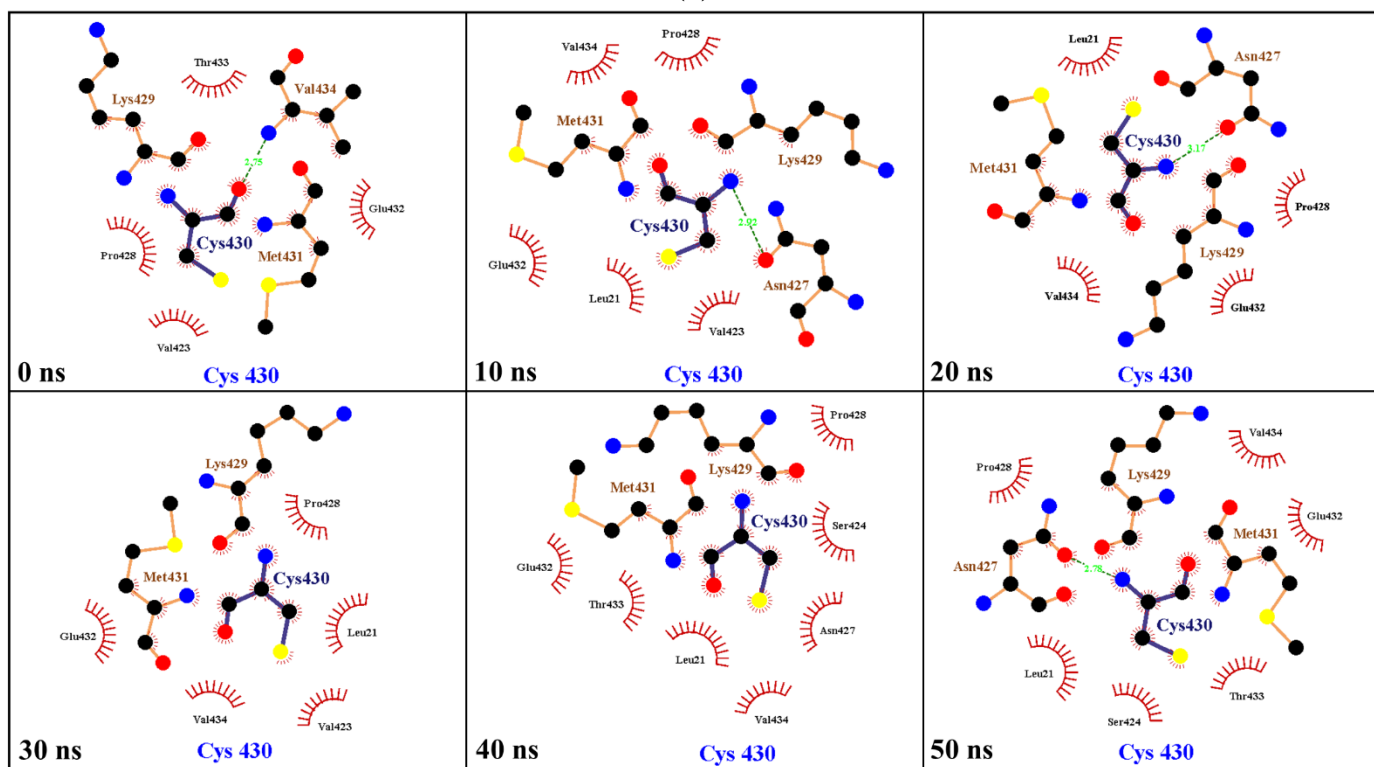 Thr433
Lys429
Val434
2.75
Glu432
Cys430
Pro428
Met431
Val423
0 ns
Cys 430
Pro428
Val434
Met431
Lys429
Cys430
2.92
Glu432
Leu21
Asn427
Val423
10 ns
Cys 430
Leu21
Asn427
Cys430
3.17
Met431
Pro428
Lys429
Val434
Glu432
20 ns
Cys 430
Lys429
Pro428
Met431
Cys430
Glu432
Leu21
Val434
Val423
30 ns
Cys 430
Pro428
Lys429
Met431
Cys430
Ser424
Glu432
Thr433
Asn427
Leu21
Val434
40 ns
Cys 430
Val434
Pro428
Lys429
Glu432
Met431
Asn427
2.78
Cys430
Leu21
Thr433
Ser424
50 ns
Cys 430